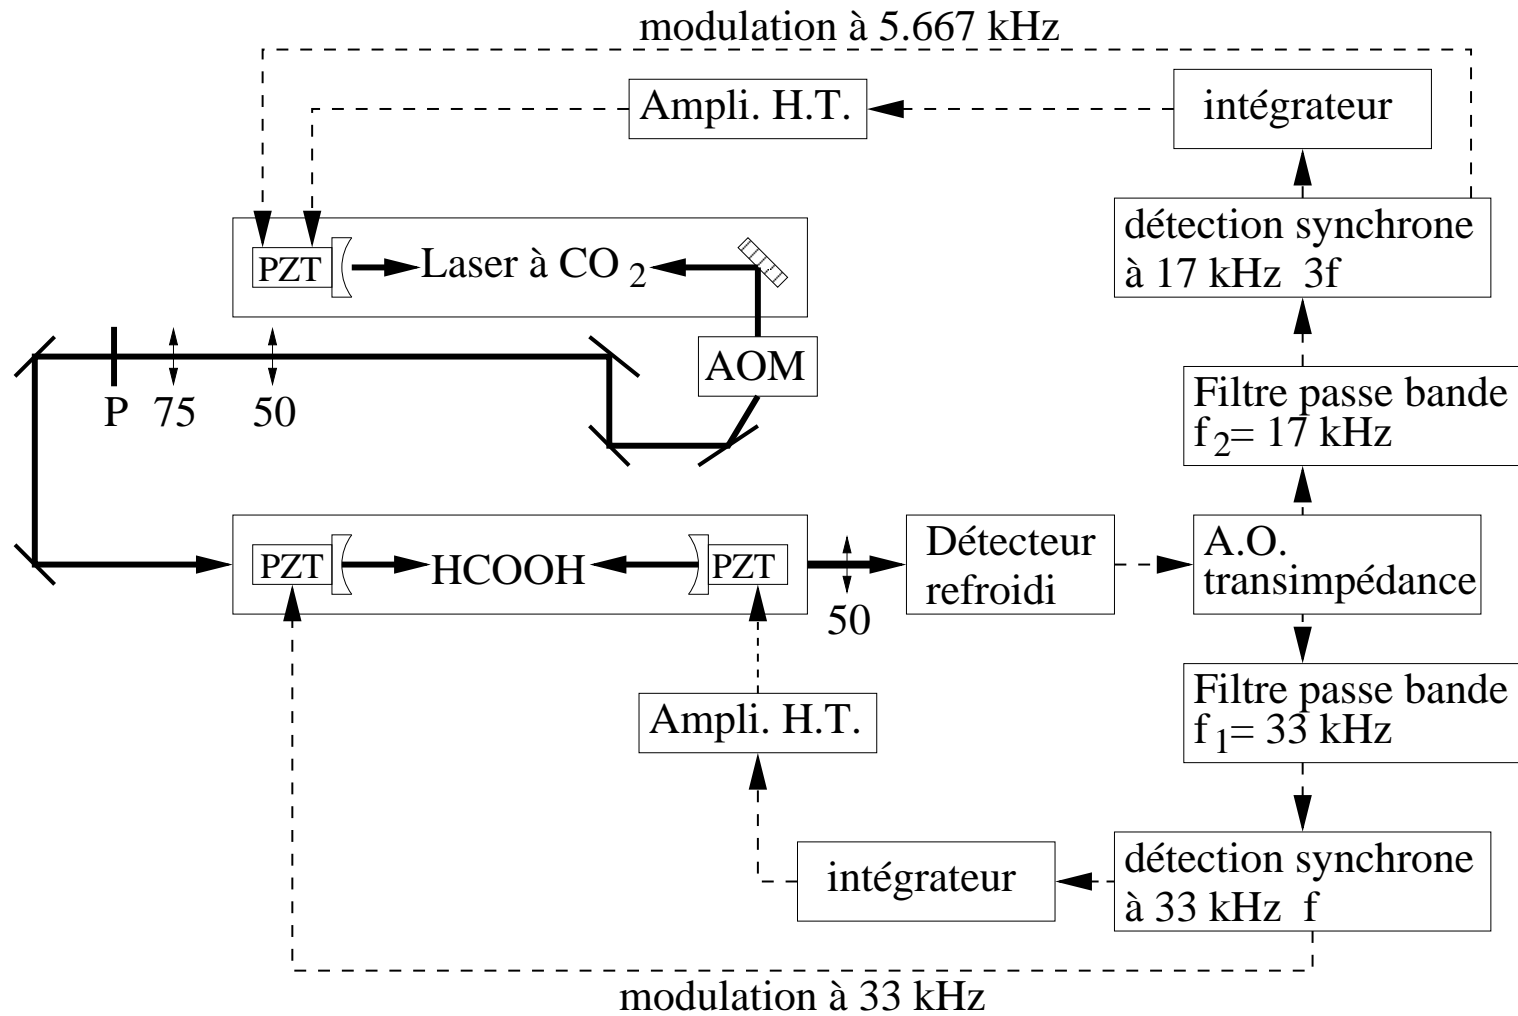 modulation à 5.667 kHz
Ampli. H.T.
intégrateur
détection synchrone
à 17 kHz 3f
PZT
Laser à CO 2
AOM
P
75
50
Filtre passe bande
f 2= 17 kHz
PZT
HCOOH
PZT
50
Détecteur
refroidi
A.O.
transimpédance
Filtre passe bande
f 1= 33 kHz
Ampli. H.T.
intégrateur
détection synchrone
à 33 kHz f
modulation à 33 kHz